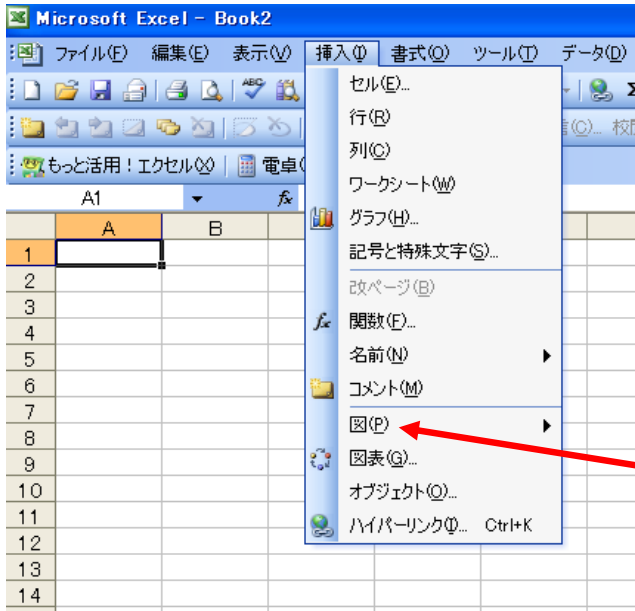 Microsoft Excel - Book2
ファイル(F) 編集(E) 表示(V) 挿入(I) 書式(O) ツール(T) データ(D)
セル(E)...
行(R)
列(C)
ワークシート(W)
グラフ(H)...
記号と特殊文字(S)...
改ページ(B)
関数(F)...
名前(N)
コメント(M)
図(P)
図表(G)...
オブジェクト(O)...
ハイパーリンク(I)... Ctrl+K
ABC
(C)...
もっと活用!エクセル(X) 電卓(
A1 fx
A B
1
2
3
4
5
6
7
8
9
10
11
12
13
14